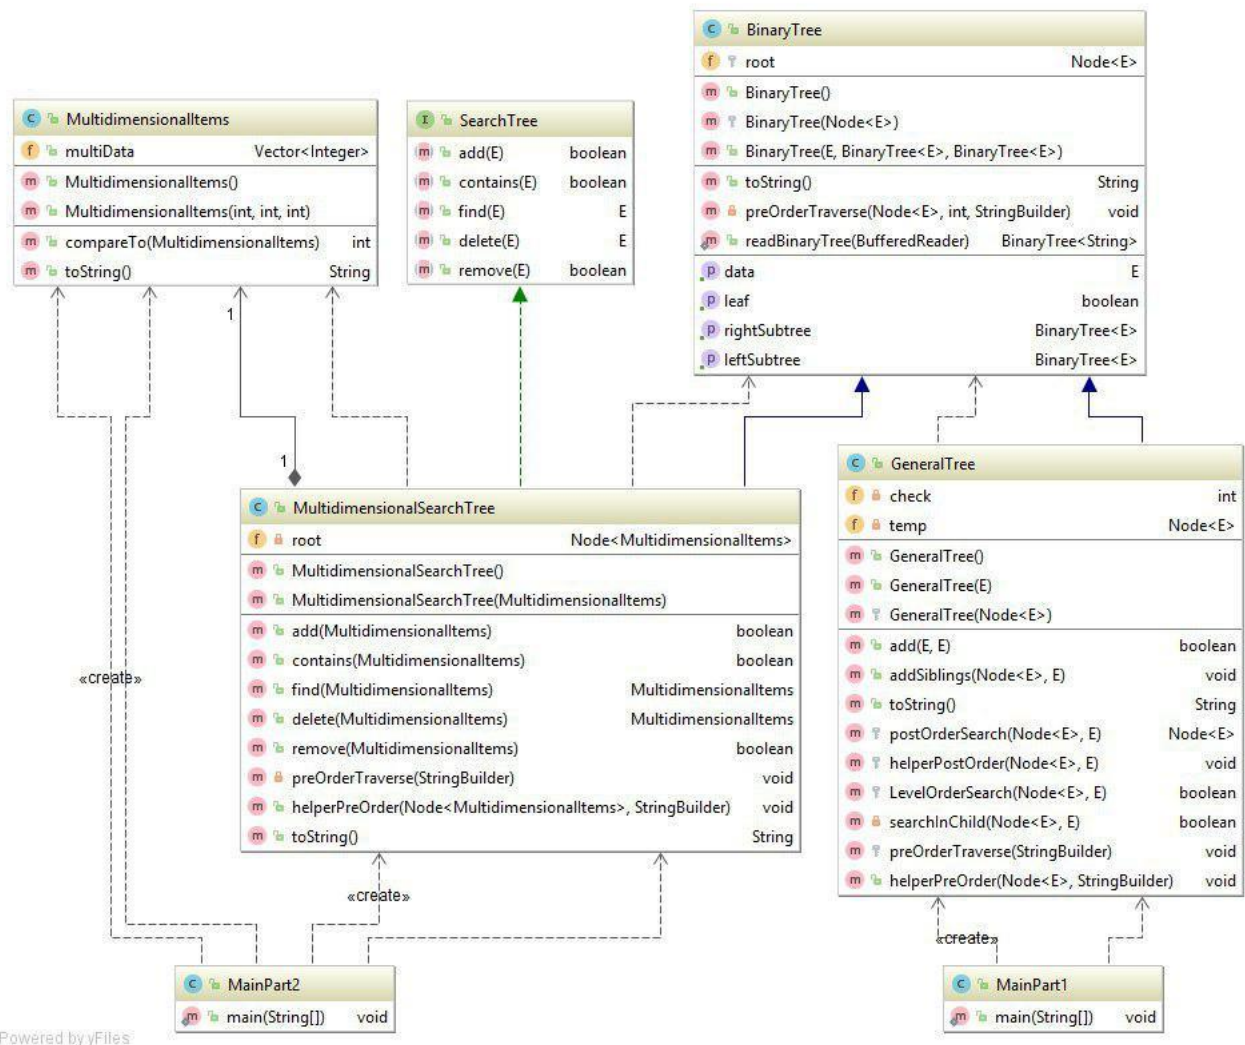 BinaryTree
root Node<E>
BinaryTree()
BinaryTree(Node<E>)
BinaryTree(E, BinaryTree<E>, BinaryTree<E>)
toString() String
preOrderTraverse(Node<E>, int, StringBuilder) void
readBinaryTree(BufferedReader) BinaryTree<String>
data E
leaf boolean
rightSubtree BinaryTree<E>
leftSubtree BinaryTree<E>
MultidimensionalItems
multiData Vector<Integer>
MultidimensionalItems()
MultidimensionalItems(int, int, int)
compareTo(MultidimensionalItems) int
toString() String
SearchTree
add(E) boolean
contains(E) boolean
find(E) E
delete(E) E
remove(E) boolean
1
1
MultidimensionalSearchTree
root Node<MultidimensionalItems>
MultidimensionalSearchTree()
MultidimensionalSearchTree(MultidimensionalItems)
add(MultidimensionalItems) boolean
contains(MultidimensionalItems) boolean
find(MultidimensionalItems) MultidimensionalItems
delete(MultidimensionalItems) MultidimensionalItems
remove(MultidimensionalItems) boolean
preOrderTraverse(StringBuilder) void
helperPreOrder(Node<MultidimensionalItems>, StringBuilder) void
toString() String
GeneralTree
check int
temp Node<E>
GeneralTree()
GeneralTree(E)
GeneralTree(Node<E>)
add(E, E) boolean
addSiblings(Node<E>, E) void
toString() String
postOrderSearch(Node<E>, E) Node<E>
helperPostOrder(Node<E>, E) void
LevelOrderSearch(Node<E>, E) boolean
searchInChild(Node<E>, E) boolean
preOrderTraverse(StringBuilder) void
helperPreOrder(Node<E>, StringBuilder) void
«create»
«create»
«create»
MainPart2
main(String[]) void
MainPart1
main(String[]) void
Powered by yFiles